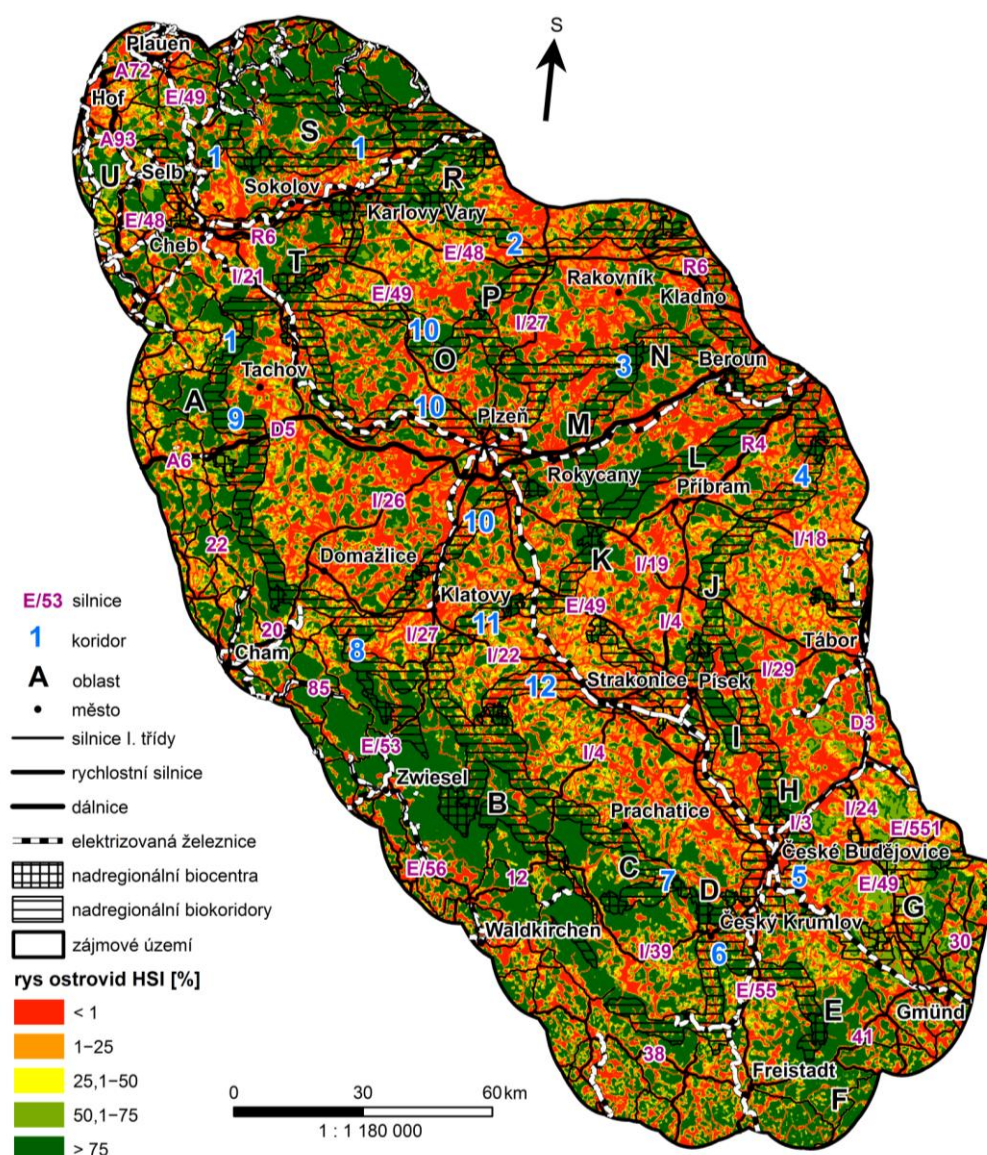 S
Plauen
A72
Hof
E/49
A93
S
1
1
U
Selb
Sokolov
R
Karlovy Vary
E/48
Cheb
R6
2
E/48
T
I/21
Rakovník
R6
E/49
P
Kladno
10
I/27
1
O
3
N
Beroun
Tachov
A
10
Plzeň
9
D5
M
A6
Rokycany
L
R4
Příbram
4
I/26
10
22
Domažlice
K
I/19
I/18
Klatovy
E/49
J
E/53 silnice
11
I/4
1 koridor
20
I/27
Tábor
Cham
8
I/22
I/29
A oblast
Strakonice
Písek
12
město
85
D3
silnice I. třídy
E/53
I/4
I
rychlostní silnice
Zwiesel
H
dálnice
B
Prachatice
I/24
I/3
E/551
elektrizovaná železnice
České Budějovice
nadregionální biocentra
E/56
12
C
7
5
E/49
D
G
nadregionální biokoridory
Český Krumlov
Waldkirchen
30
zájmové území
I/39
6
rys ostrovid HSI [%]
E/55
E
Gmünd
< 1
41
1–25
38
Freistadt
25,1–50
F
0 30 60 km
50,1–75
1 : 1 180 000
> 75